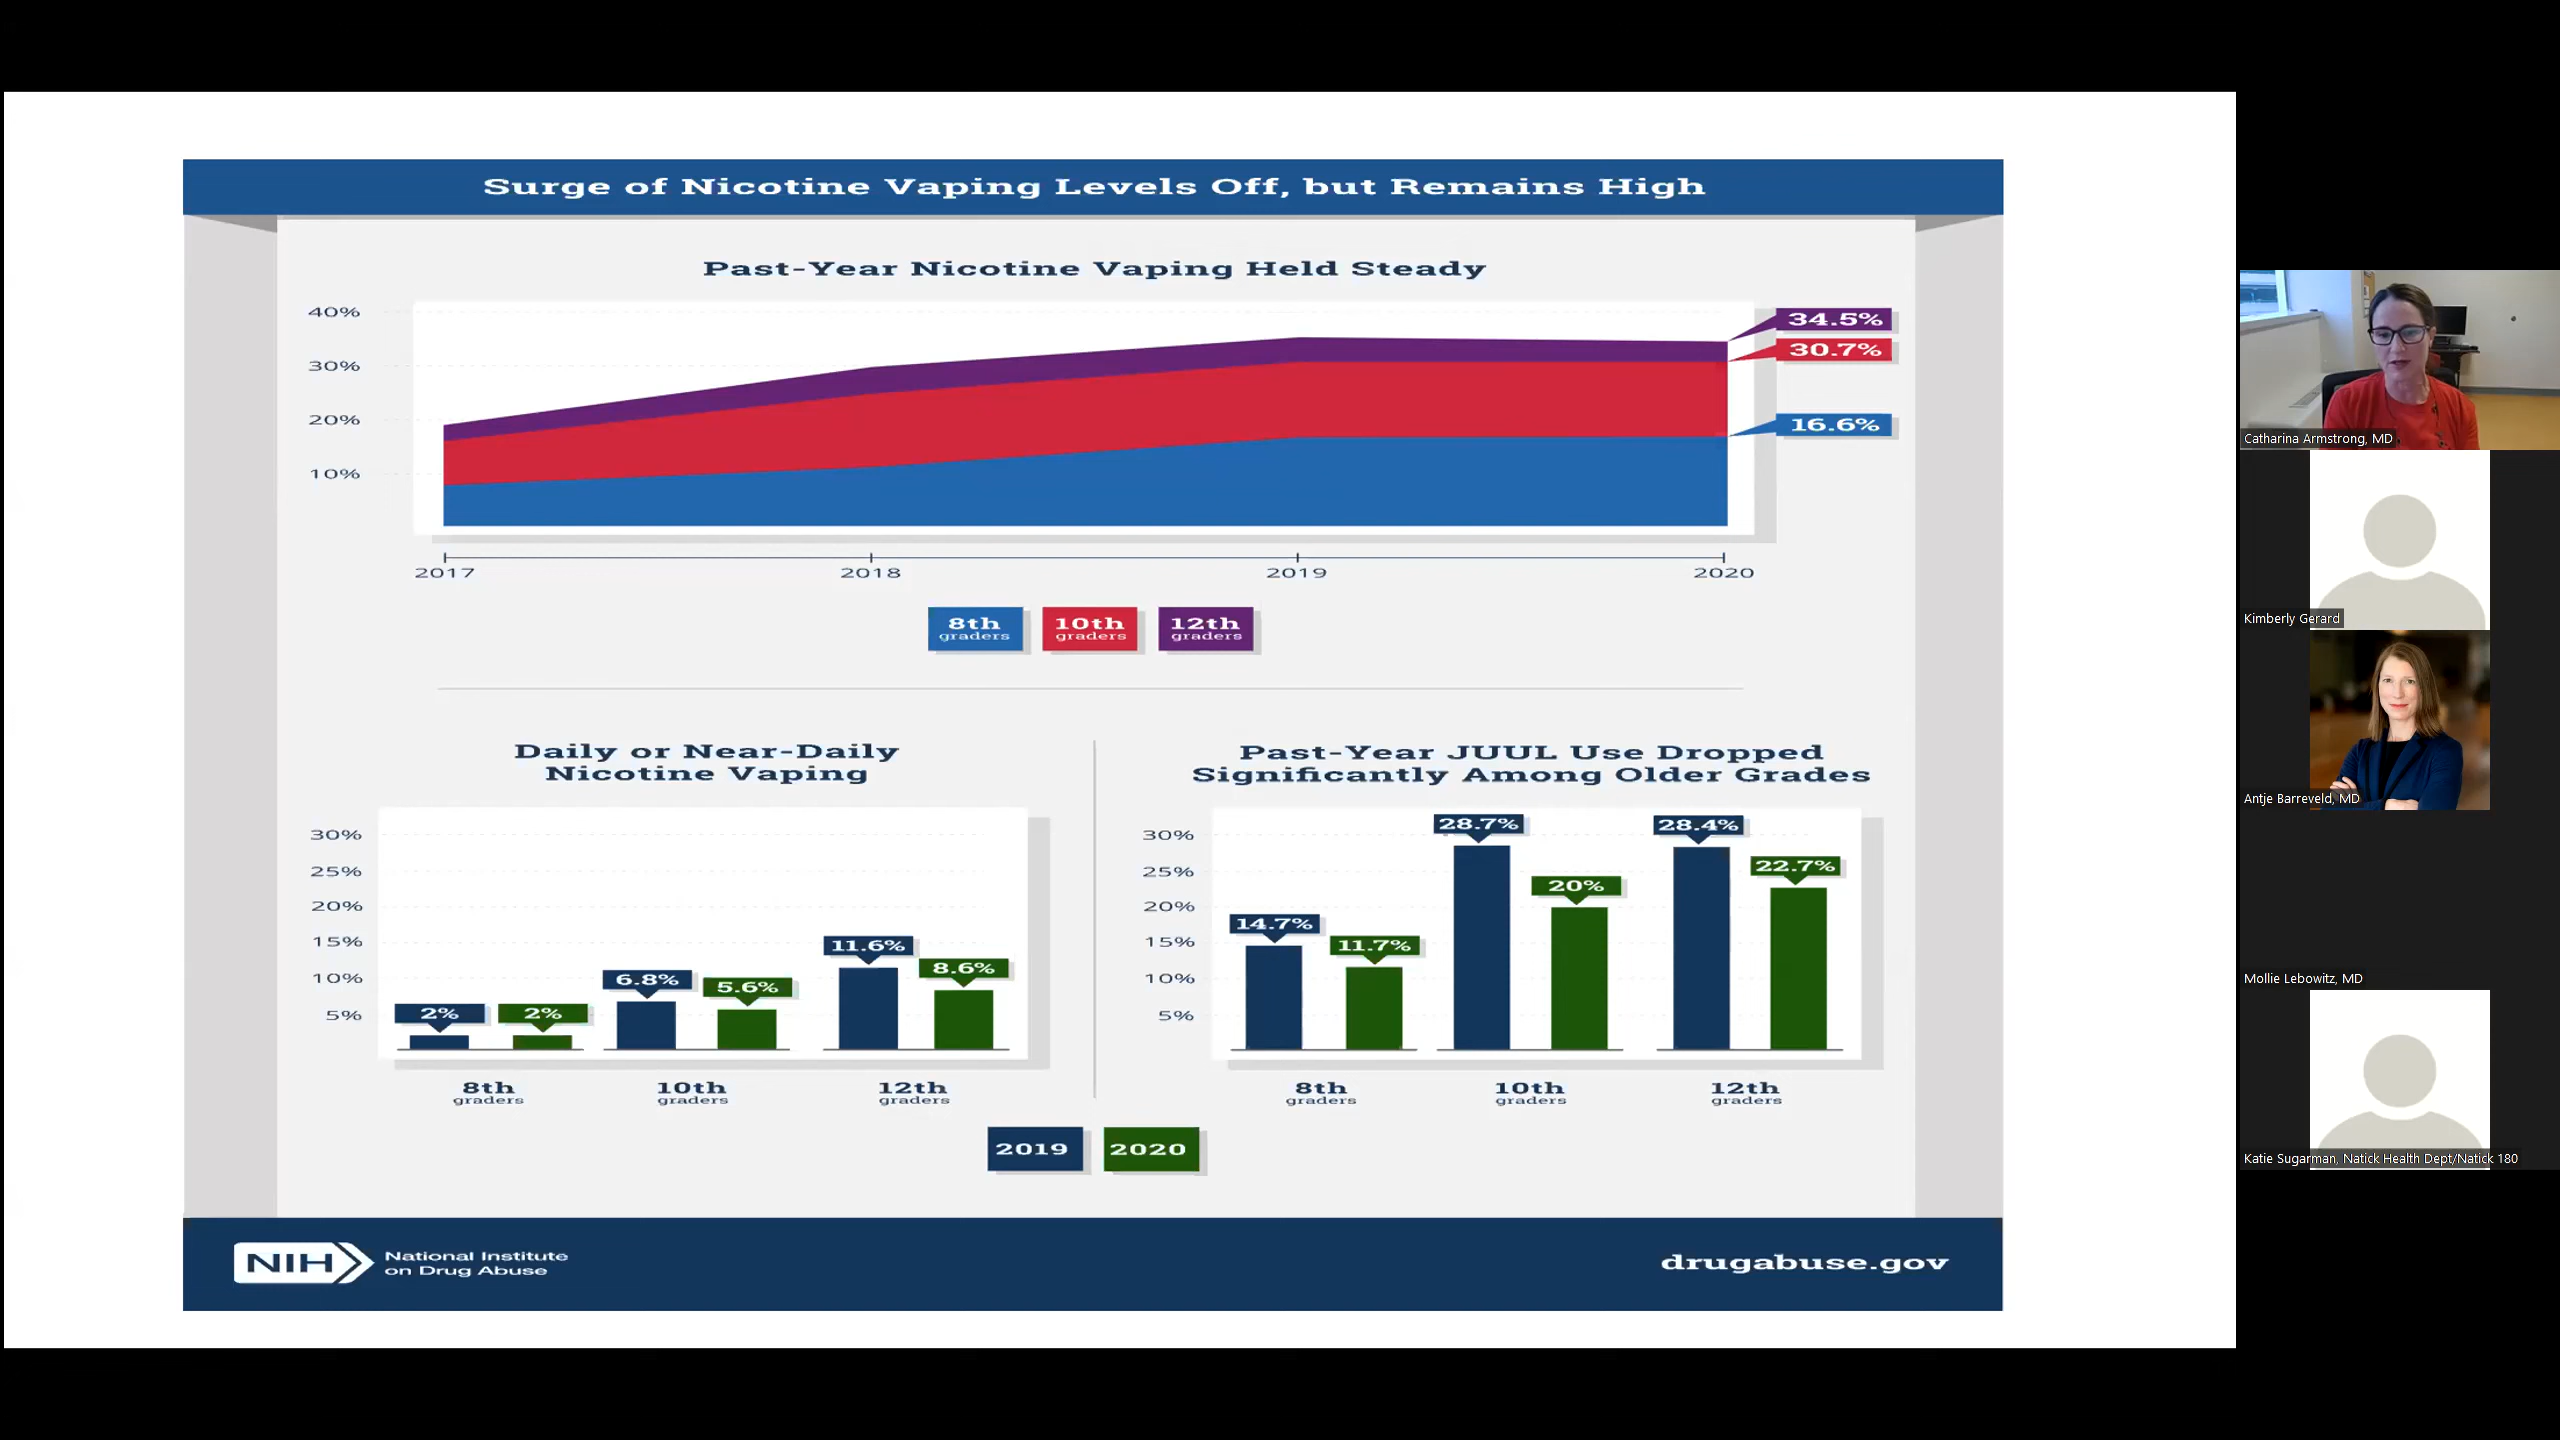 Surge of Nicotine Vaping Levels Off, but Remains High
Past-Year Nicotine Vaping Held Steady
40%
30%
20%
10%
34.5%
30.7%
16.6%
2017 2018 2019 2020
8th graders
10th graders
12th graders
Daily or Near-Daily
Nicotine Vaping
30%
25%
20%
15%
10%
5%
2% 2% 6.8% 5.6% 11.6% 8.6%
8th graders
10th graders
12th graders
Past-Year JUUL Use Dropped
Significantly Among Older Grades
30%
25%
20%
15%
10%
5%
14.7% 11.7% 28.7% 20% 28.4% 22.7%
8th graders
10th graders
12th graders
2019 2020
NIH
National Institute
on Drug Abuse
drugabuse.gov
Catharina Armstrong, MD
Kimberly Gerard
Antje Barreveld, MD
Mollie Lebowitz, MD
Katie Sugarman, Natick Health Dept/Natick 180